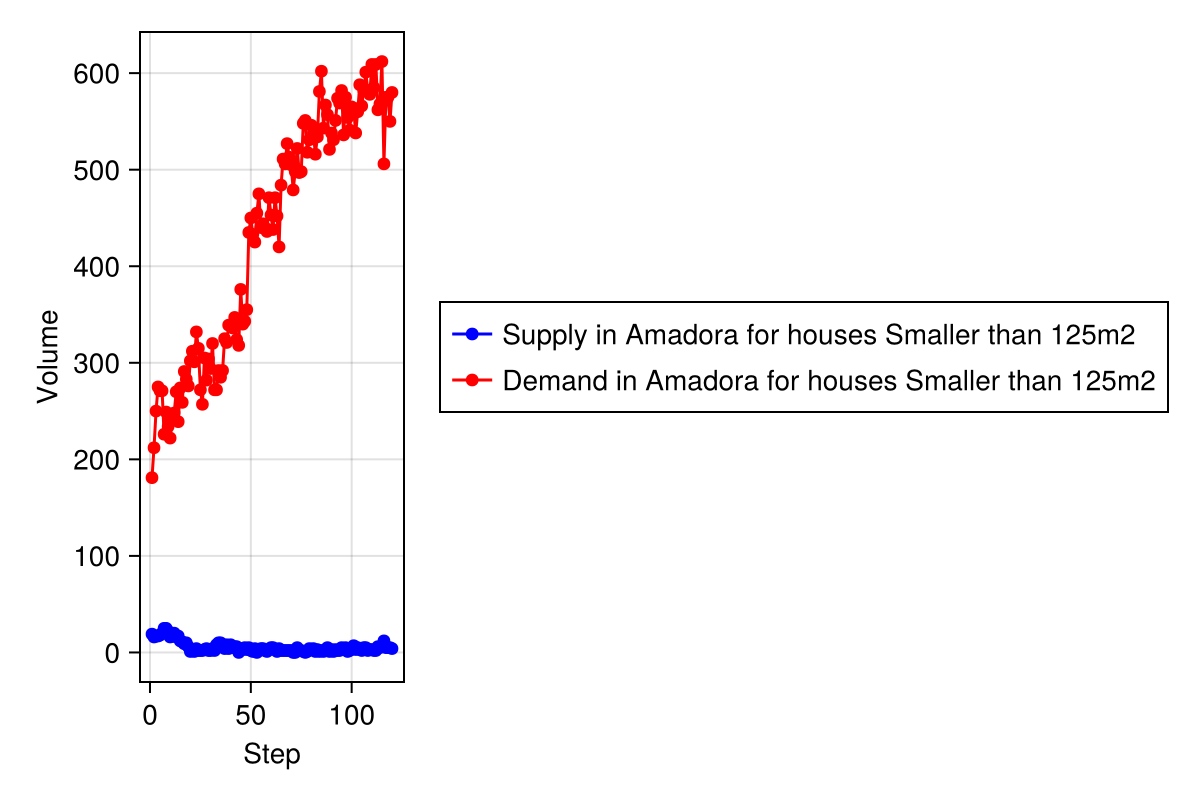 600
500
400
300
200
100
0
Volume
0 50 100
Step
Supply in Amadora for houses Smaller than 125m2
Demand in Amadora for houses Smaller than 125m2